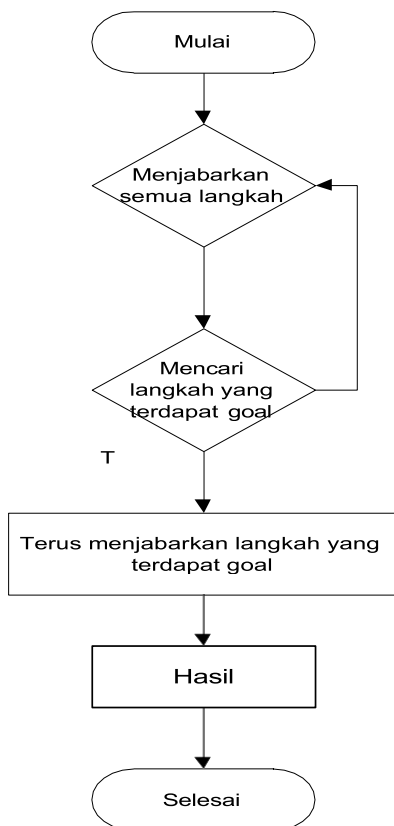 Mulai
Menjabarkan
semua langkah
Mencari
langkah yang
terdapat goal
T
Terus menjabarkan langkah yang
terdapat goal
Hasil
Selesai